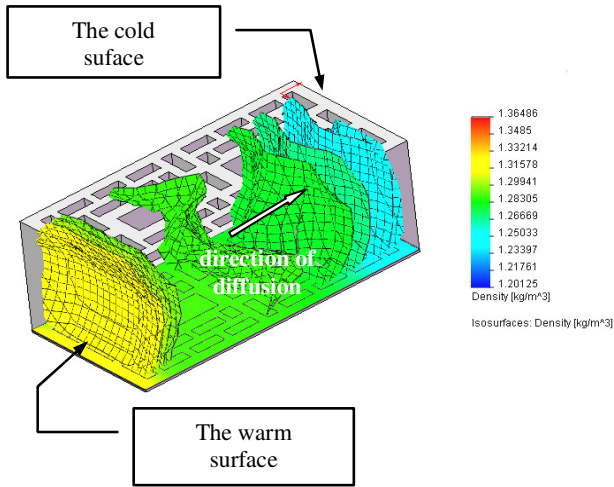 The cold
suface
1.36486
1.3485
1.33214
1.31578
1.29941
1.28305
1.26669
1.25033
1.23397
1.21761
1.20125
Density [kg/m^3]
Isosurfaces: Density [kg/m^3]
direction of
diffusion
The warm
surface